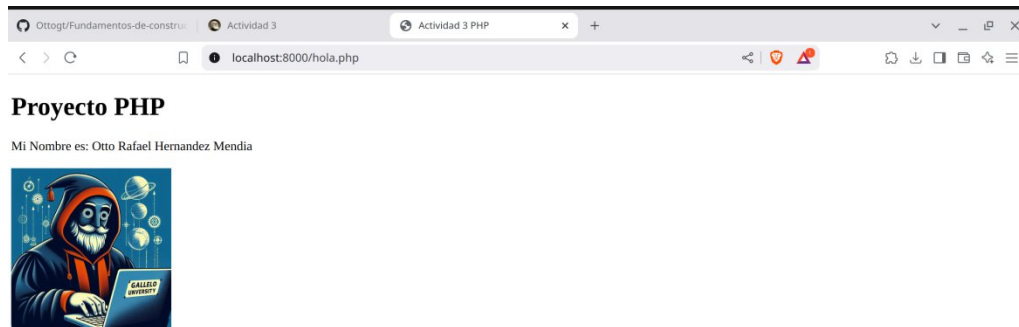 Ottogt/Fundamentos-de-construc
Actividad 3
Actividad 3 PHP
localhost:8000/hola.php
Proyecto PHP
Mi Nombre es: Otto Rafael Hernandez Mendia
GALLELO
UNIVERSITY